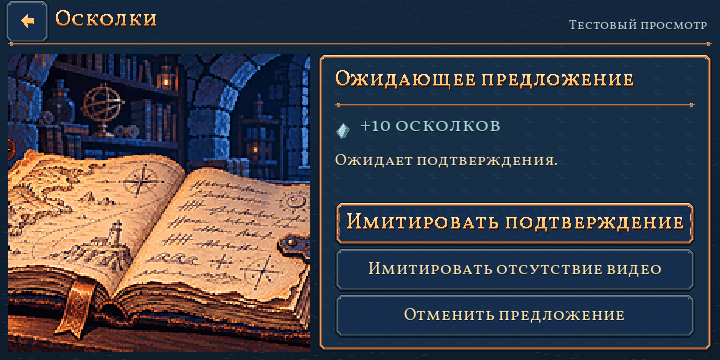 Осколки
Тестовый просмотр
Ожидающее предложение
+10 осколков
Ожидает подтверждения.
Имитировать подтверждение
Имитировать отсутствие видео
Отменить предложение